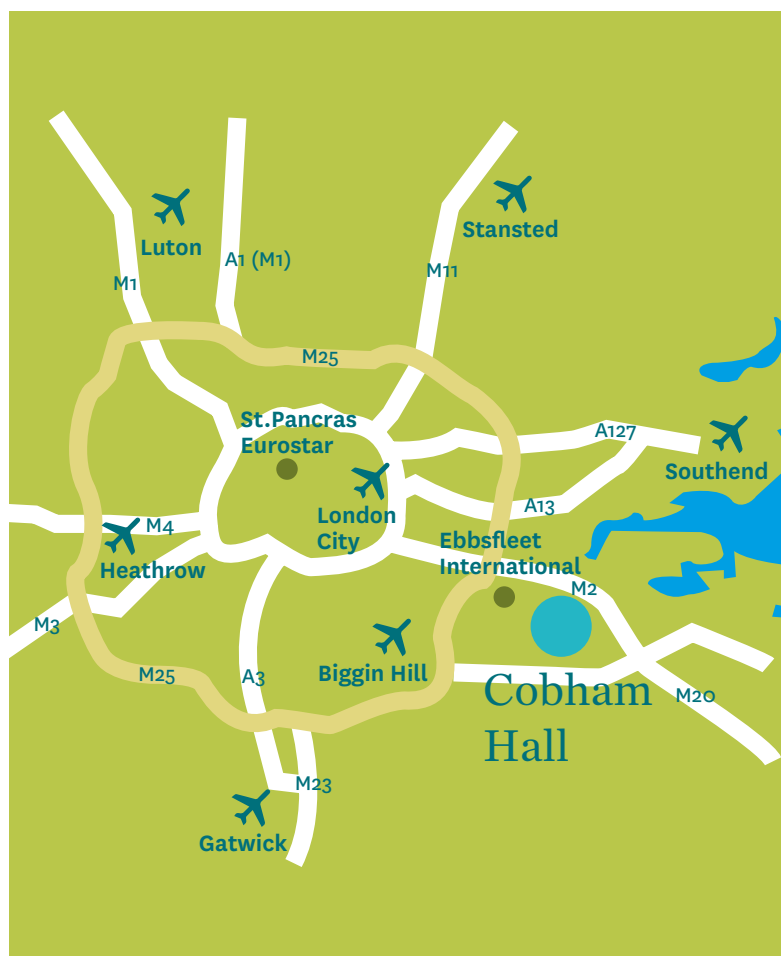 Stansted
Luton
A1 (M1)
M11
M1
M25
St.Pancras
Eurostar
A127
Southend
A13
London
City
M4
Ebbsfleet
International
Heathrow
M2
M3
Biggin Hill
M25
A3
Cobham
Hall
M20
M23
Gatwick